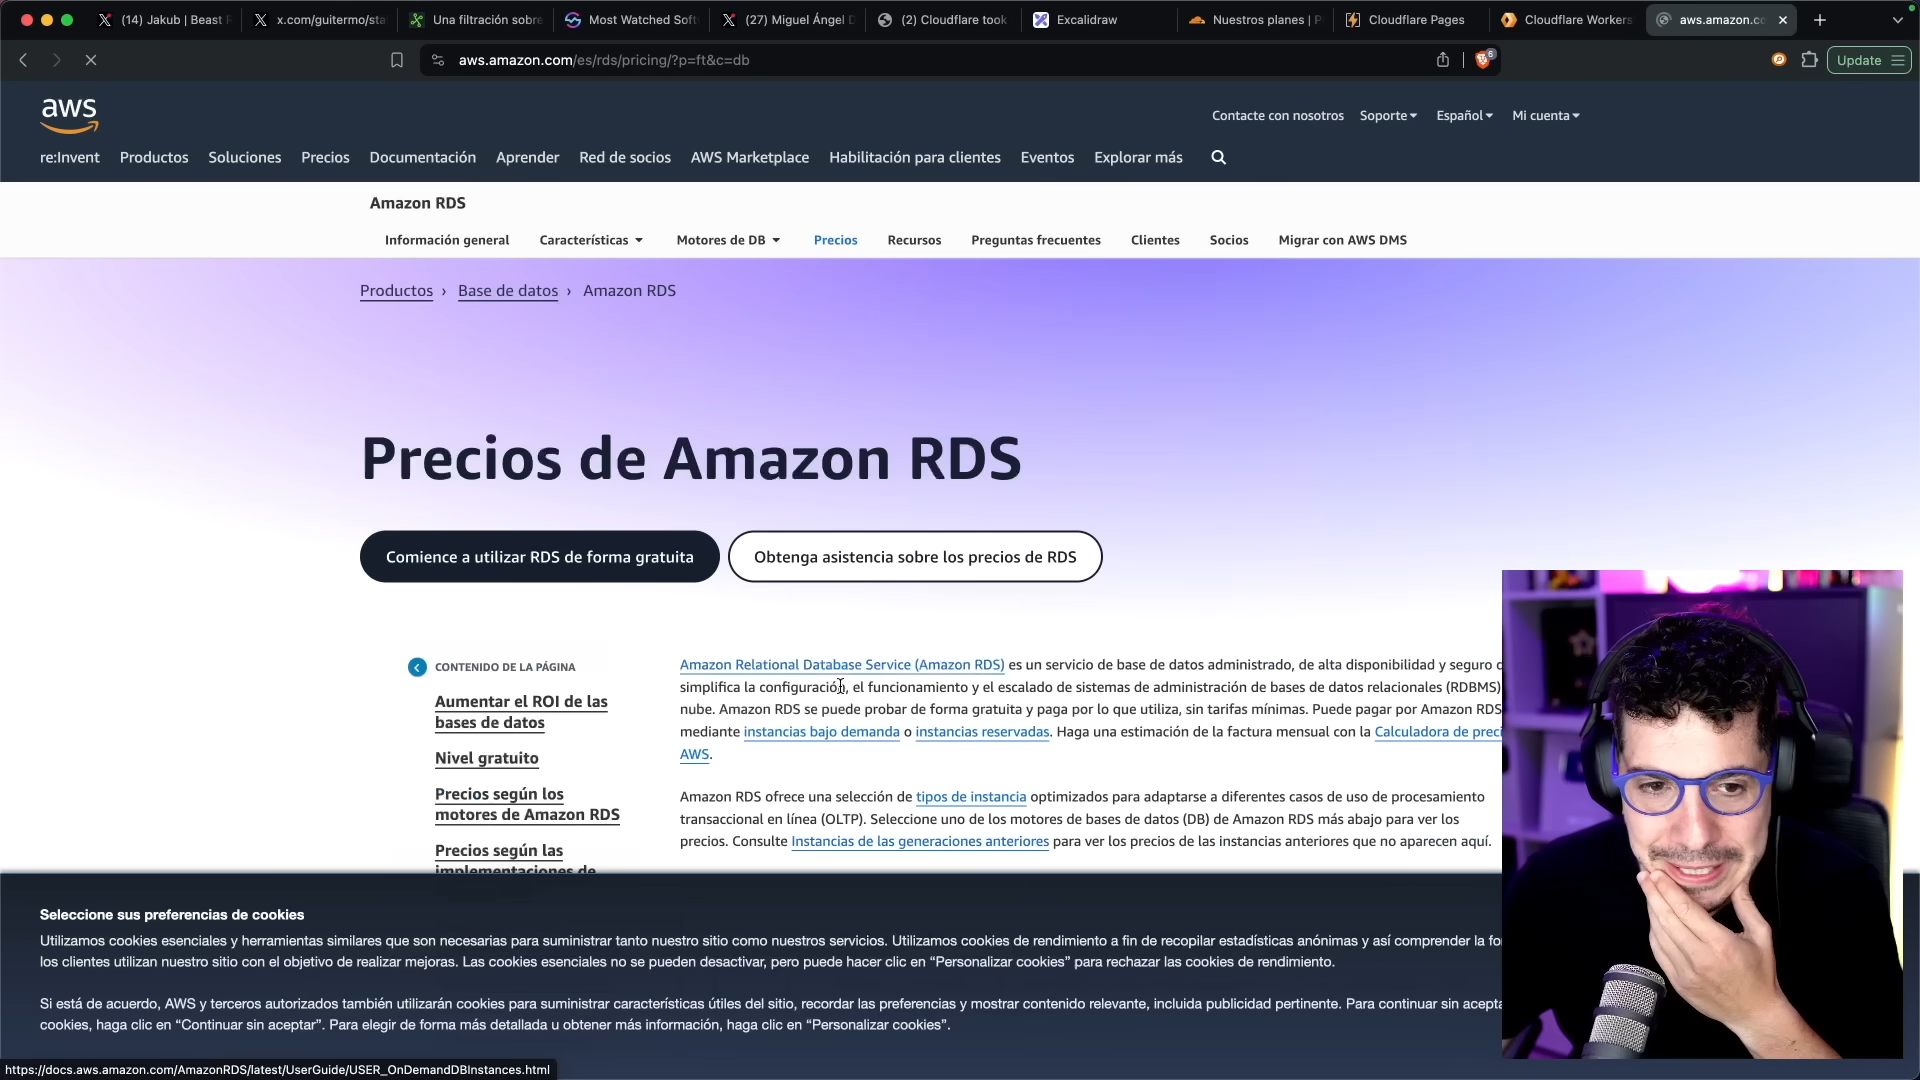 (14) Jakub | Beast
x.com/guitermo/sta
Una filtración sobre
Most Watched Soft
(27) Miguel Ángel D
(2) Cloudflare took
Excalidraw
Nuestros planes | P
Cloudflare Pages
Cloudflare Workers
aws.amazon.co
aws.amazon.com/es/rds/pricing/?p=ft&c=db
6
Update
aws
Contacte con nosotros
Soporte
Español
Mi cuenta
re:Invent
Productos
Soluciones
Precios
Documentación
Aprender
Red de socios
AWS Marketplace
Habilitación para clientes
Eventos
Explorar más
Amazon RDS
Información general
Características
Motores de DB
Precios
Recursos
Preguntas frecuentes
Clientes
Socios
Migrar con AWS DMS
Productos › Base de datos › Amazon RDS
Precios de Amazon RDS
Comience a utilizar RDS de forma gratuita
Obtenga asistencia sobre los precios de RDS
CONTENIDO DE LA PÁGINA
Aumentar el ROI de las
bases de datos
Nivel gratuito
Precios según los
motores de Amazon RDS
Precios según las
implementaciones de
Amazon Relational Database Service (Amazon RDS) es un servicio de base de datos administrado, de alta disponibilidad y seguro
simplifica la configuración, el funcionamiento y el escalado de sistemas de administración de bases de datos relacionales (RDBMS)
nube. Amazon RDS se puede probar de forma gratuita y paga por lo que utiliza, sin tarifas mínimas. Puede pagar por Amazon RDS
mediante instancias bajo demanda o instancias reservadas. Haga una estimación de la factura mensual con la Calculadora de preci
AWS.
Amazon RDS ofrece una selección de tipos de instancia optimizados para adaptarse a diferentes casos de uso de procesamiento
transaccional en línea (OLTP). Seleccione uno de los motores de bases de datos (DB) de Amazon RDS más abajo para ver los
precios. Consulte Instancias de las generaciones anteriores para ver los precios de las instancias anteriores que no aparecen aquí.
Seleccione sus preferencias de cookies
Utilizamos cookies esenciales y herramientas similares que son necesarias para suministrar tanto nuestro sitio como nuestros servicios. Utilizamos cookies de rendimiento a fin de recopilar estadísticas anónimas y así comprender la fo
los clientes utilizan nuestro sitio con el objetivo de realizar mejoras. Las cookies esenciales no se pueden desactivar, pero puede hacer clic en “Personalizar cookies” para rechazar las cookies de rendimiento.
Si está de acuerdo, AWS y terceros autorizados también utilizarán cookies para suministrar características útiles del sitio, recordar las preferencias y mostrar contenido relevante, incluida publicidad pertinente. Para continuar sin acepta
cookies, haga clic en “Continuar sin aceptar”. Para elegir de forma más detallada u obtener más información, haga clic en “Personalizar cookies”.
https://docs.aws.amazon.com/AmazonRDS/latest/UserGuide/USER_OnDemandDBInstances.html